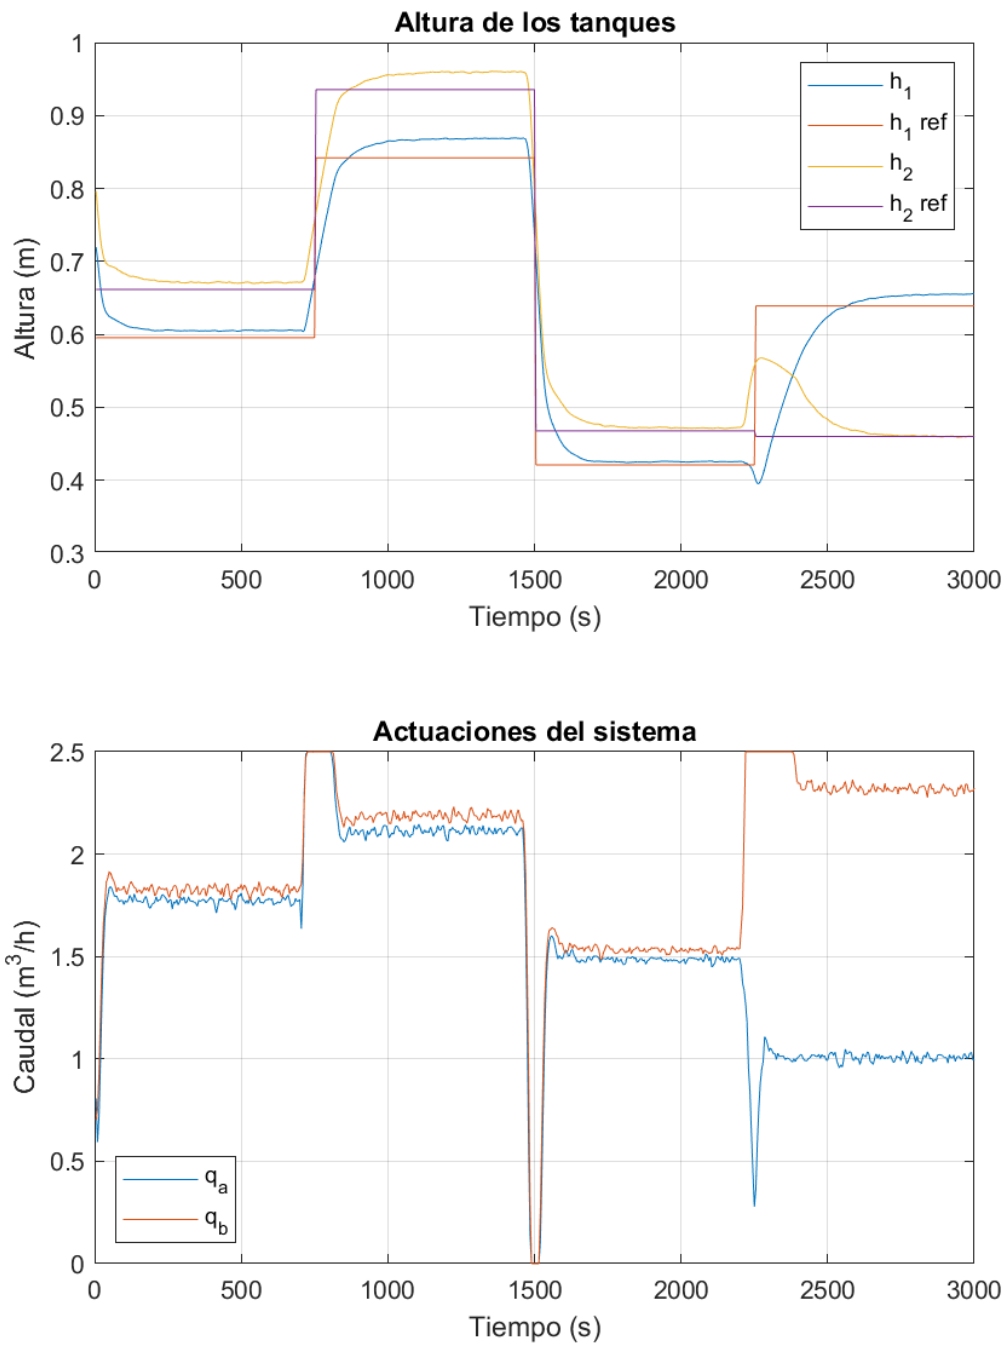 Altura de los tanques
1
0.9
0.8
0.7
0.6
0.5
0.4
0.3
Altura (m)
h1
h1 ref
h2
h2 ref
0 500 1000 1500 2000 2500 3000
Tiempo (s)
Actuaciones del sistema
2.5
2
1.5
1
0.5
0
Caudal (m³/h)
qa
qb
0 500 1000 1500 2000 2500 3000
Tiempo (s)